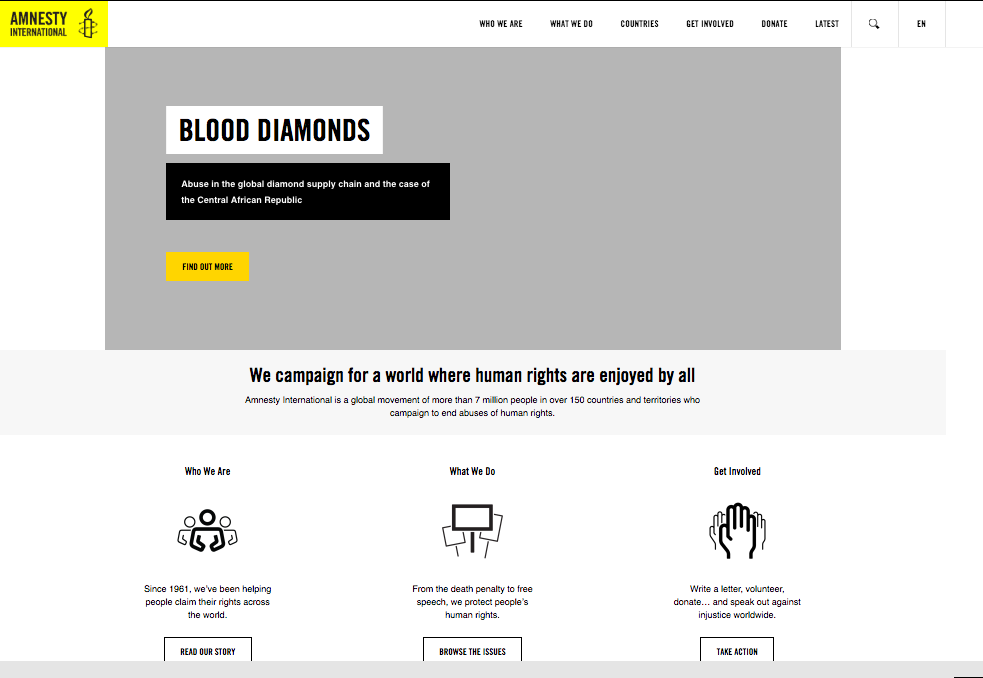 AMNESTY
INTERNATIONAL
WHO WE ARE
WHAT WE DO
COUNTRIES
GET INVOLVED
DONATE
LATEST
EN
BLOOD DIAMONDS
Abuse in the global diamond supply chain and the case of
the Central African Republic
FIND OUT MORE
We campaign for a world where human rights are enjoyed by all
Amnesty International is a global movement of more than 7 million people in over 150 countries and territories who
campaign to end abuses of human rights.
Who We Are
Since 1961, we've been helping
people claim their rights across
the world.
READ OUR STORY
What We Do
From the death penalty to free
speech, we protect people's
human rights.
BROWSE THE ISSUES
Get Involved
Write a letter, volunteer,
donate… and speak out against
injustice worldwide.
TAKE ACTION